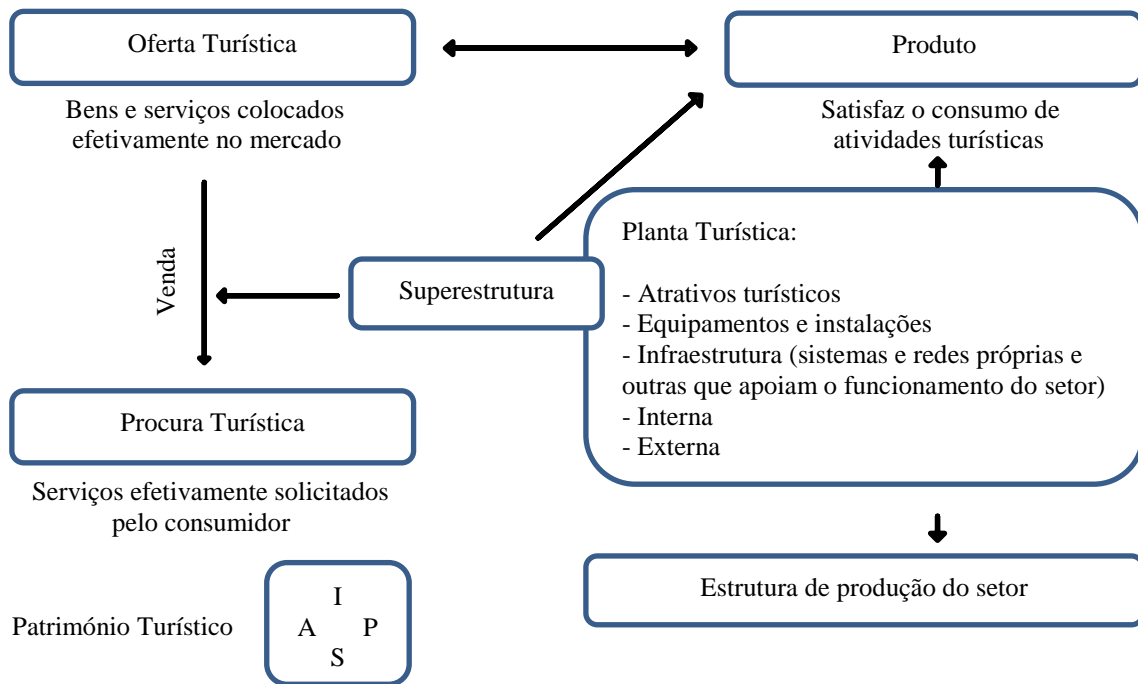 Oferta Turística
Produto
Bens e serviços colocados
efetivamente no mercado
Satisfaz o consumo de
atividades turísticas
Venda
Superestrutura
Planta Turística:
- Atrativos turísticos
- Equipamentos e instalações
- Infraestrutura (sistemas e redes próprias e
outras que apoiam o funcionamento do setor)
- Interna
- Externa
Procura Turística
Serviços efetivamente solicitados
pelo consumidor
Estrutura de produção do setor
Património Turístico
I
A P
S